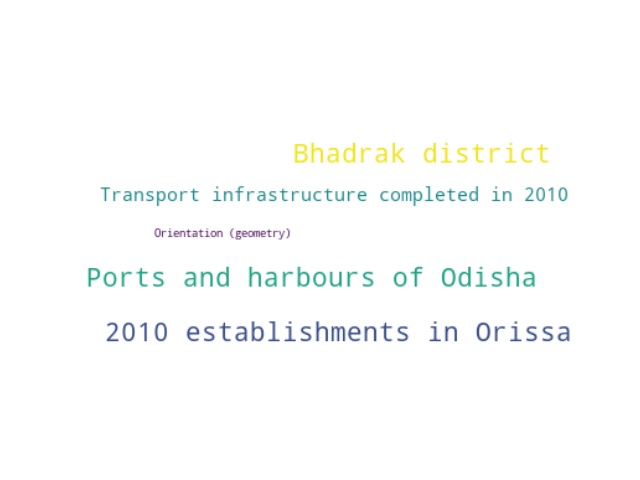 Bhadrak district
Transport infrastructure completed in 2010
Orientation (geometry)
Ports and harbours of Odisha
2010 establishments in Orissa